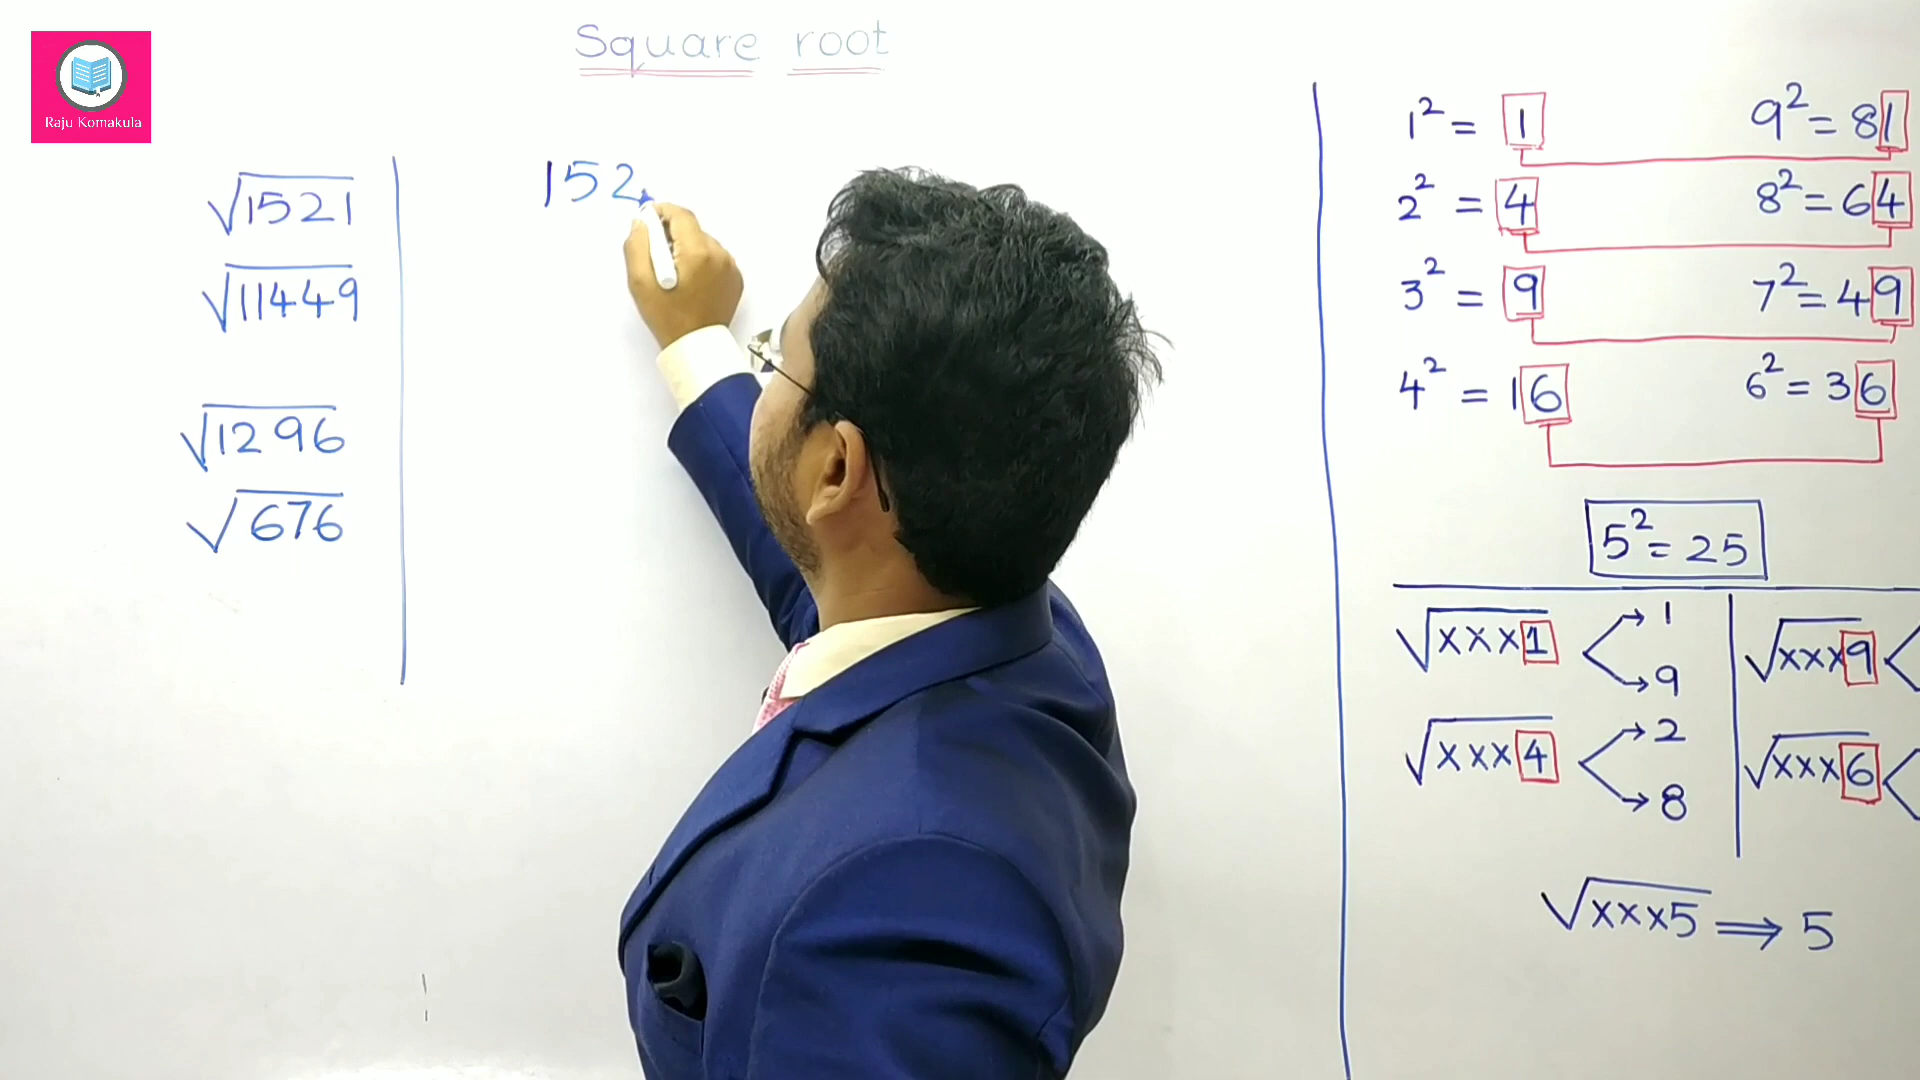 Raju Komakula
Square root
√1521
√11449
√1296
√676
152
1² = 1
9² = 81
2² = 4
8² = 64
3² = 9
7² = 49
4² = 16
6² = 36
5² = 25
√xxx1
1
9
√xxx9
√xxx4
2
8
√xxx6
√xxx5 ⟹ 5